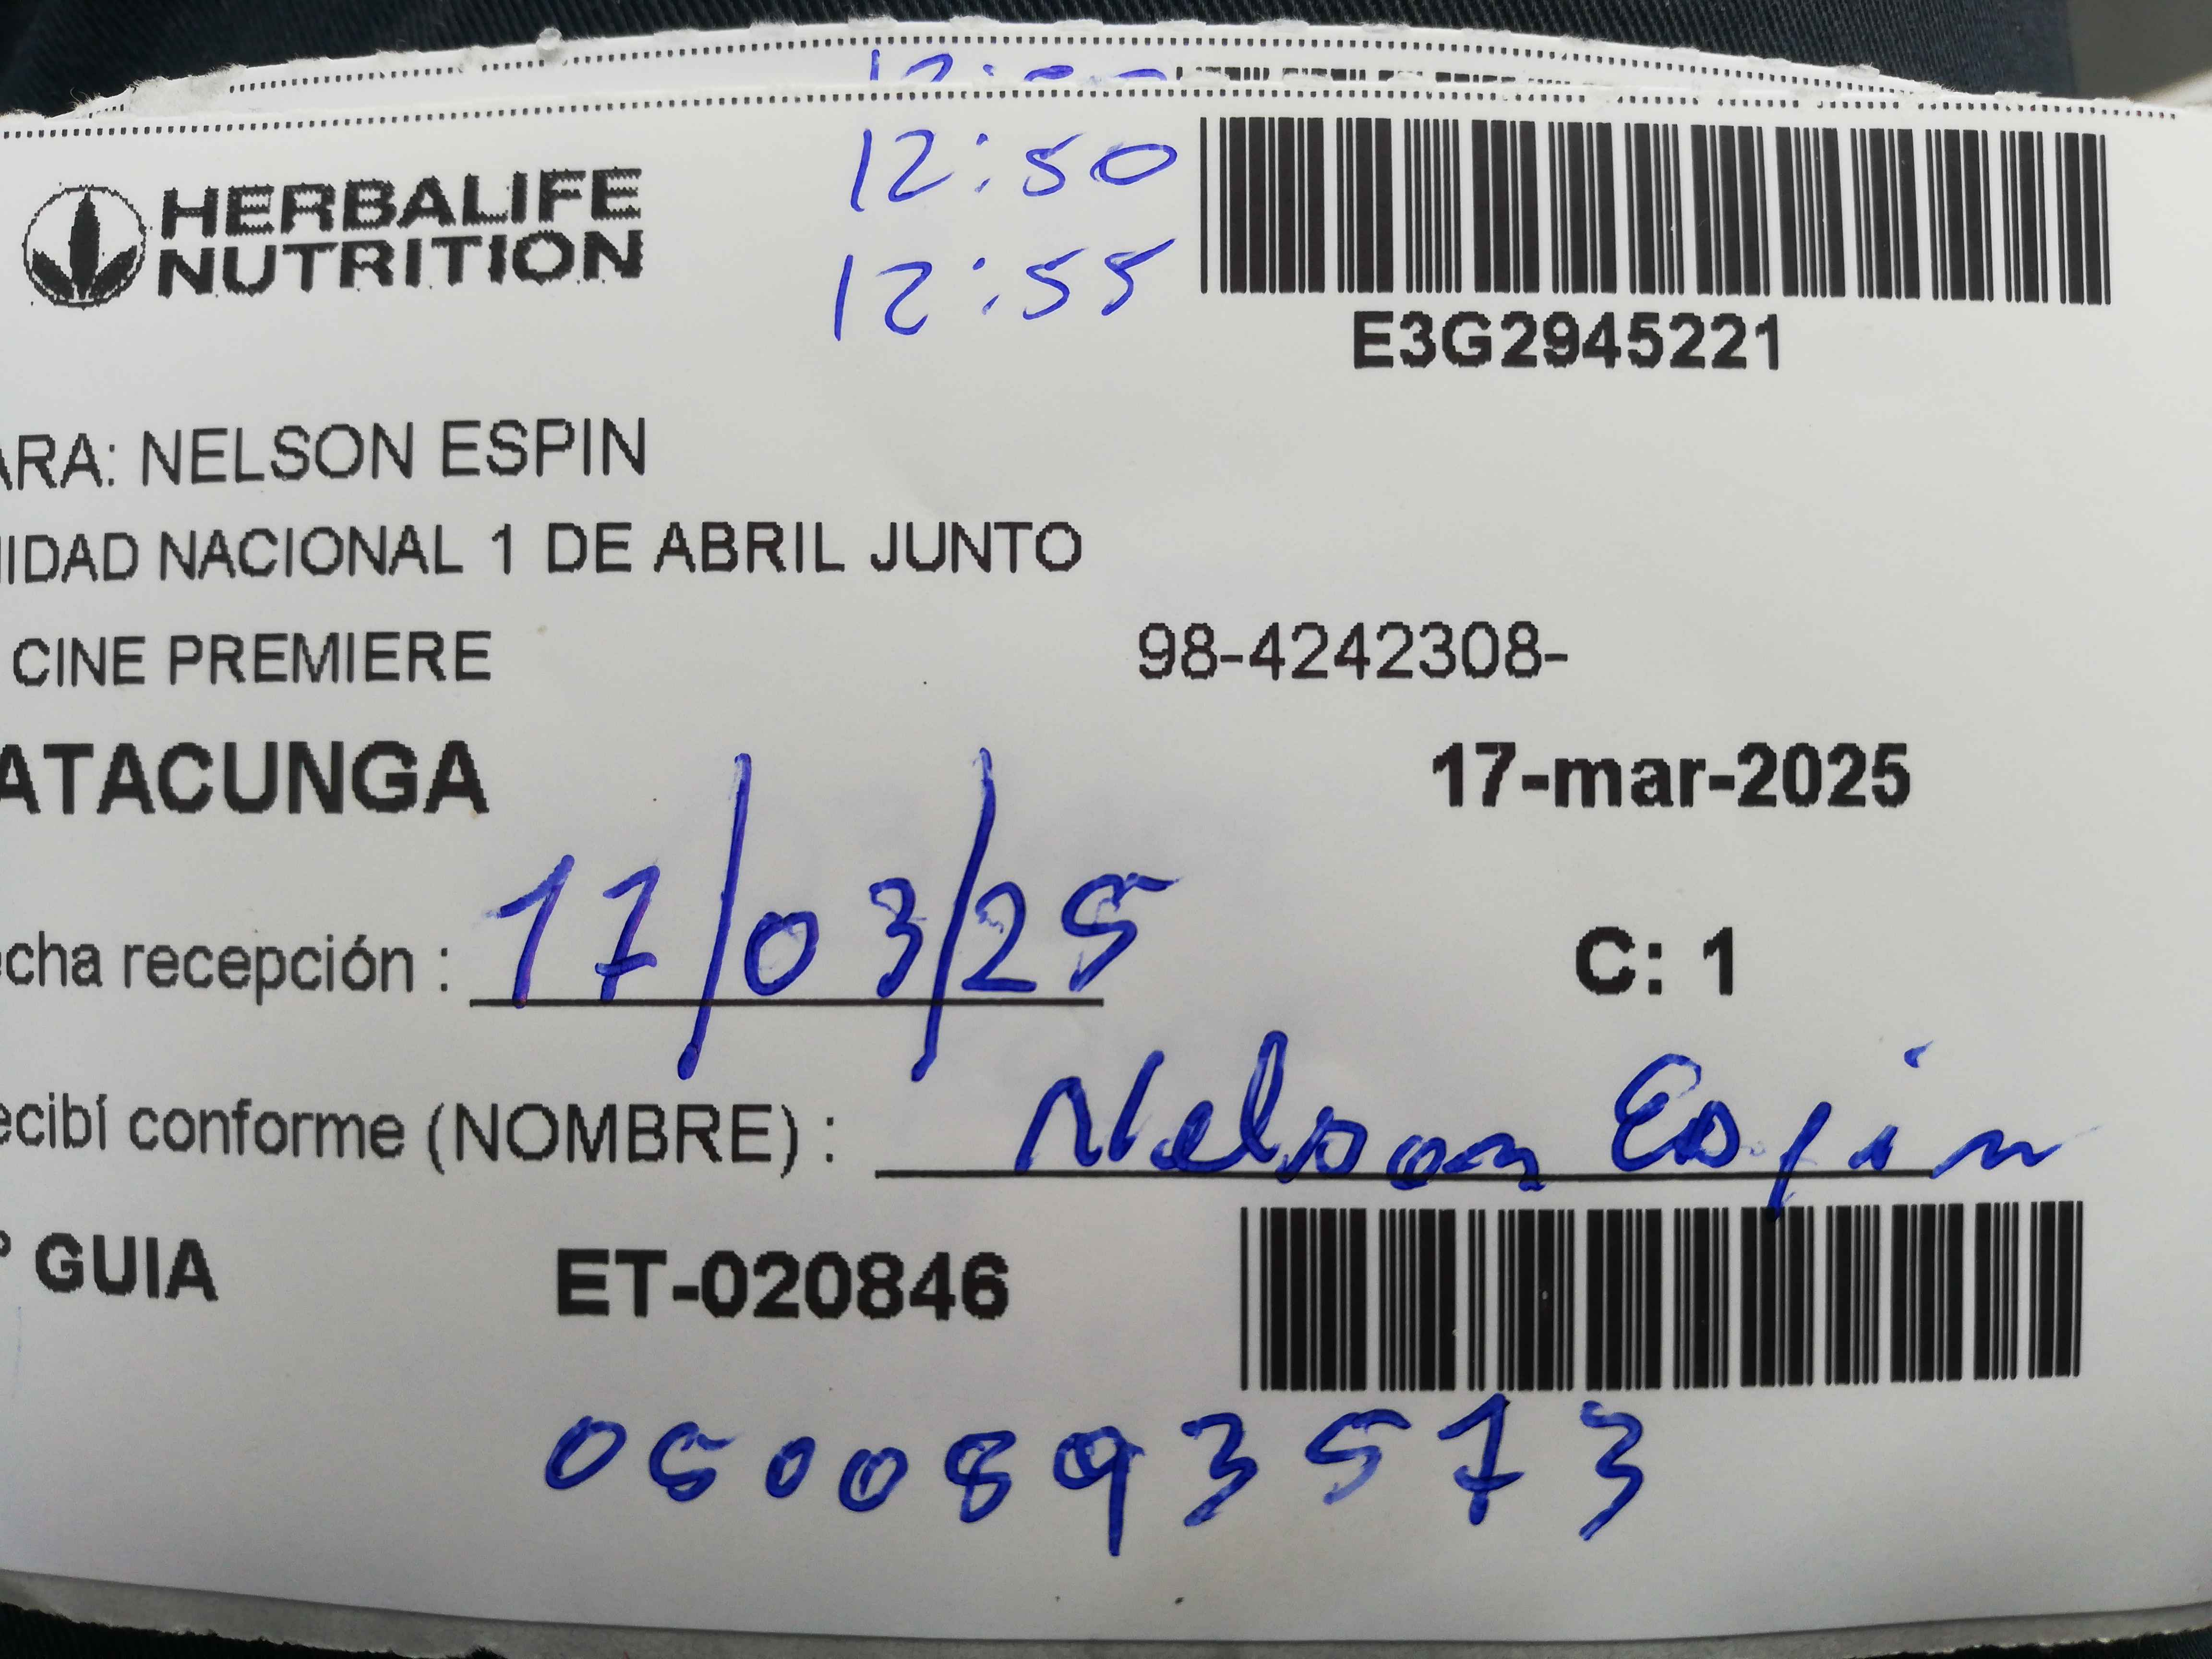 12:50
12:55
HERBALIFE
NUTRITION
E3G2945221
ARA: NELSON ESPIN
NIDAD NACIONAL 1 DE ABRIL JUNTO
CINE PREMIERE
98-4242308-
ATACUNGA
17-mar-2025
echa recepción : 17/03/25
C: 1
ecibí conforme (NOMBRE) : Nelson Espin
° GUIA ET-020846
0500893573